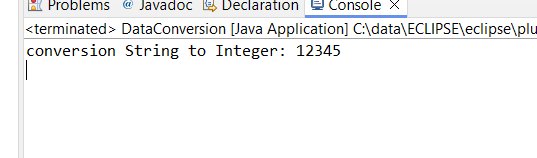 Problems @ Javadoc Declaration Console
<terminated> DataConversion [Java Application] C:\data\ECLIPSE\eclipse\plu
conversion String to Integer: 12345